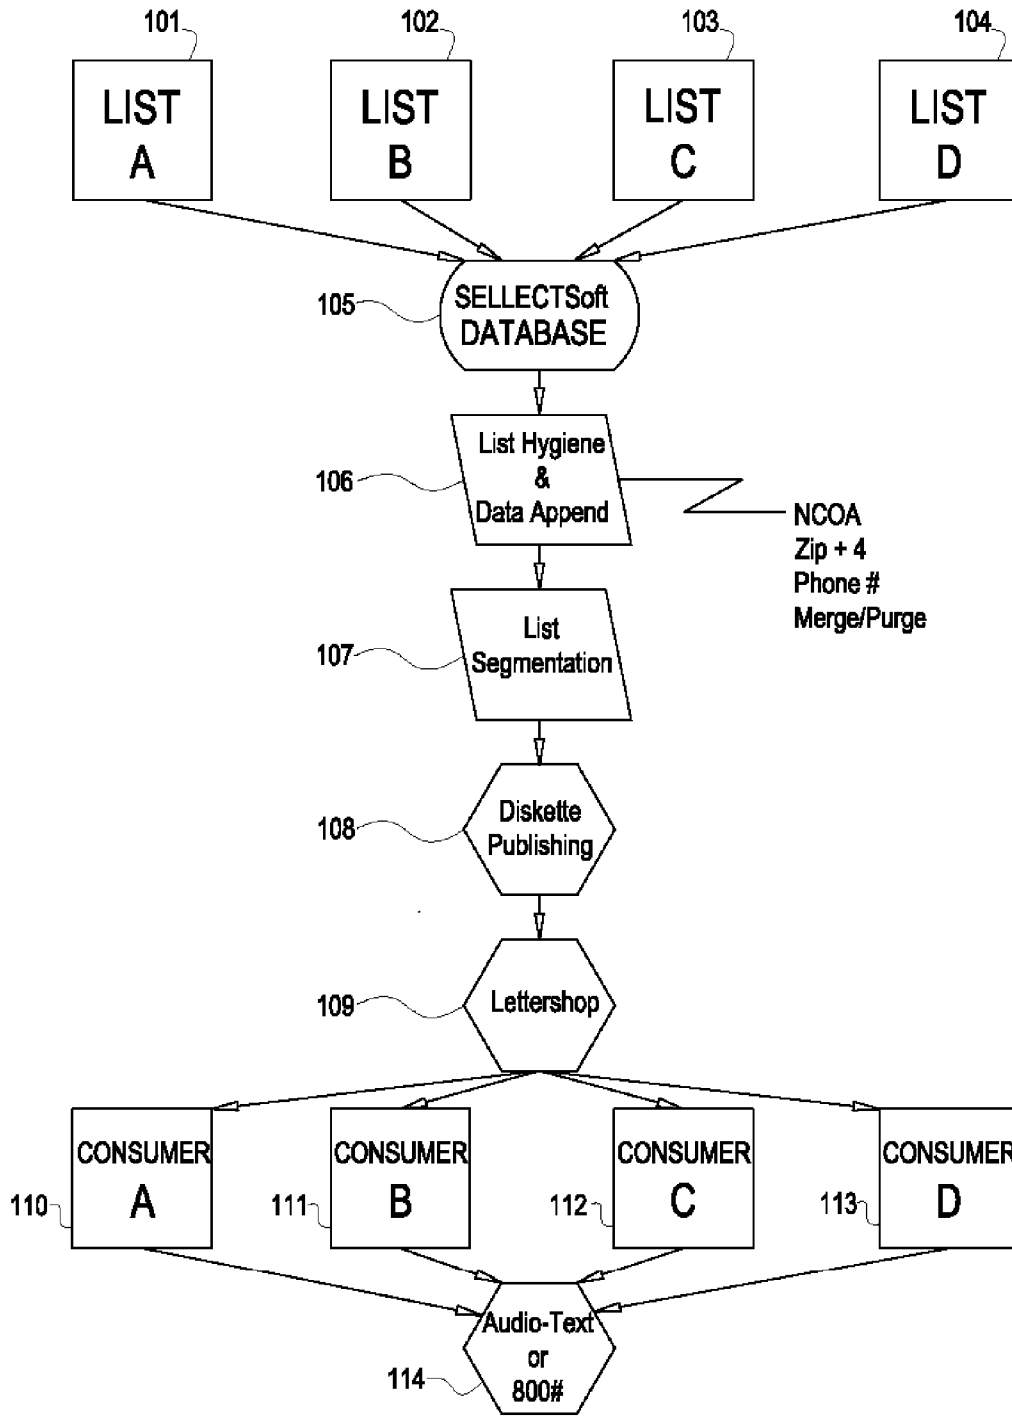 101
102
103
104
LIST
A
LIST
B
LIST
C
LIST
D
105
SELLECTSoft
DATABASE
106
List Hygiene
&
Data Append
NCOA
Zip + 4
Phone #
Merge/Purge
107
List
Segmentation
108
Diskette
Publishing
109
Lettershop
CONSUMER
A
CONSUMER
B
CONSUMER
C
CONSUMER
D
110
111
112
113
Audio-Text
or
800#
114